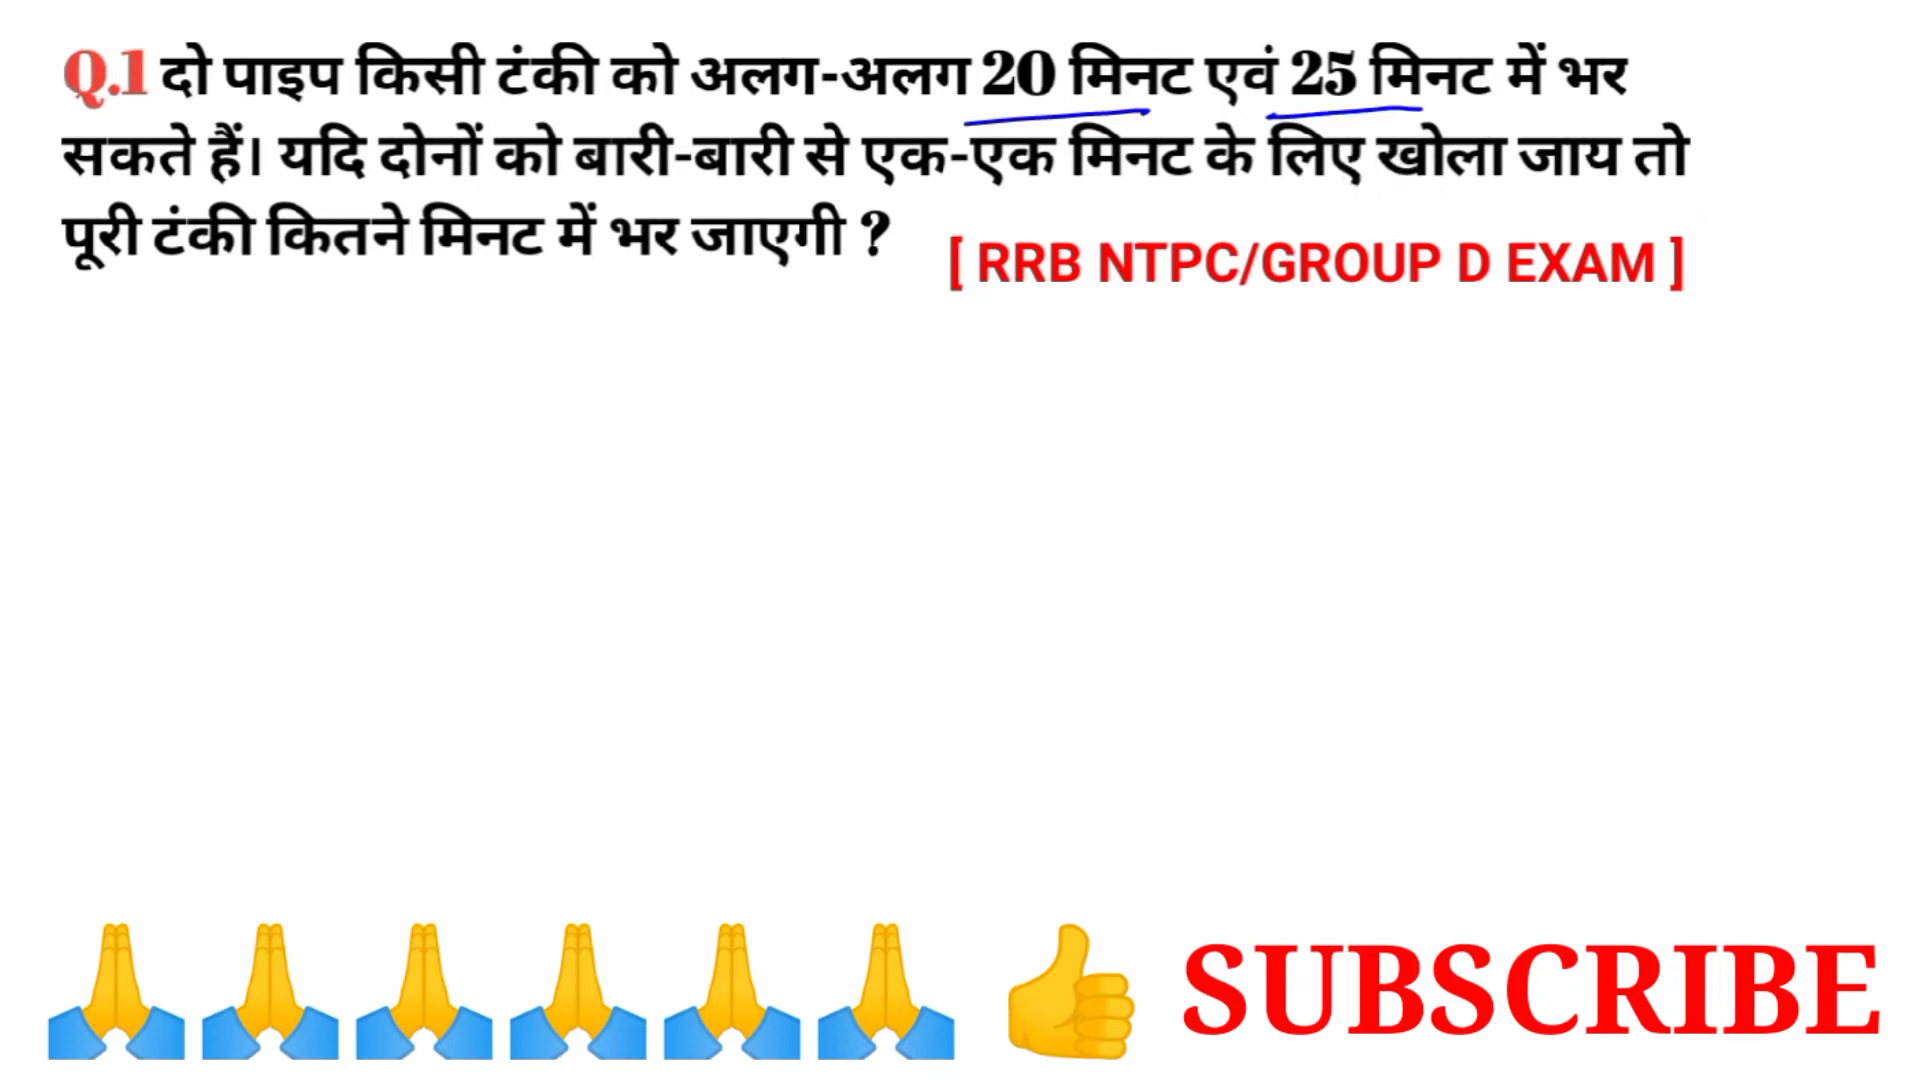 Q.1 दो पाइप किसी टंकी को अलग-अलग 20 मिनट एवं 25 मिनट में भर
सकते हैं। यदि दोनों को बारी-बारी से एक-एक मिनट के लिए खोला जाय तो
पूरी टंकी कितने मिनट में भर जाएगी ?
[ RRB NTPC/GROUP D EXAM ]
SUBSCRIBE